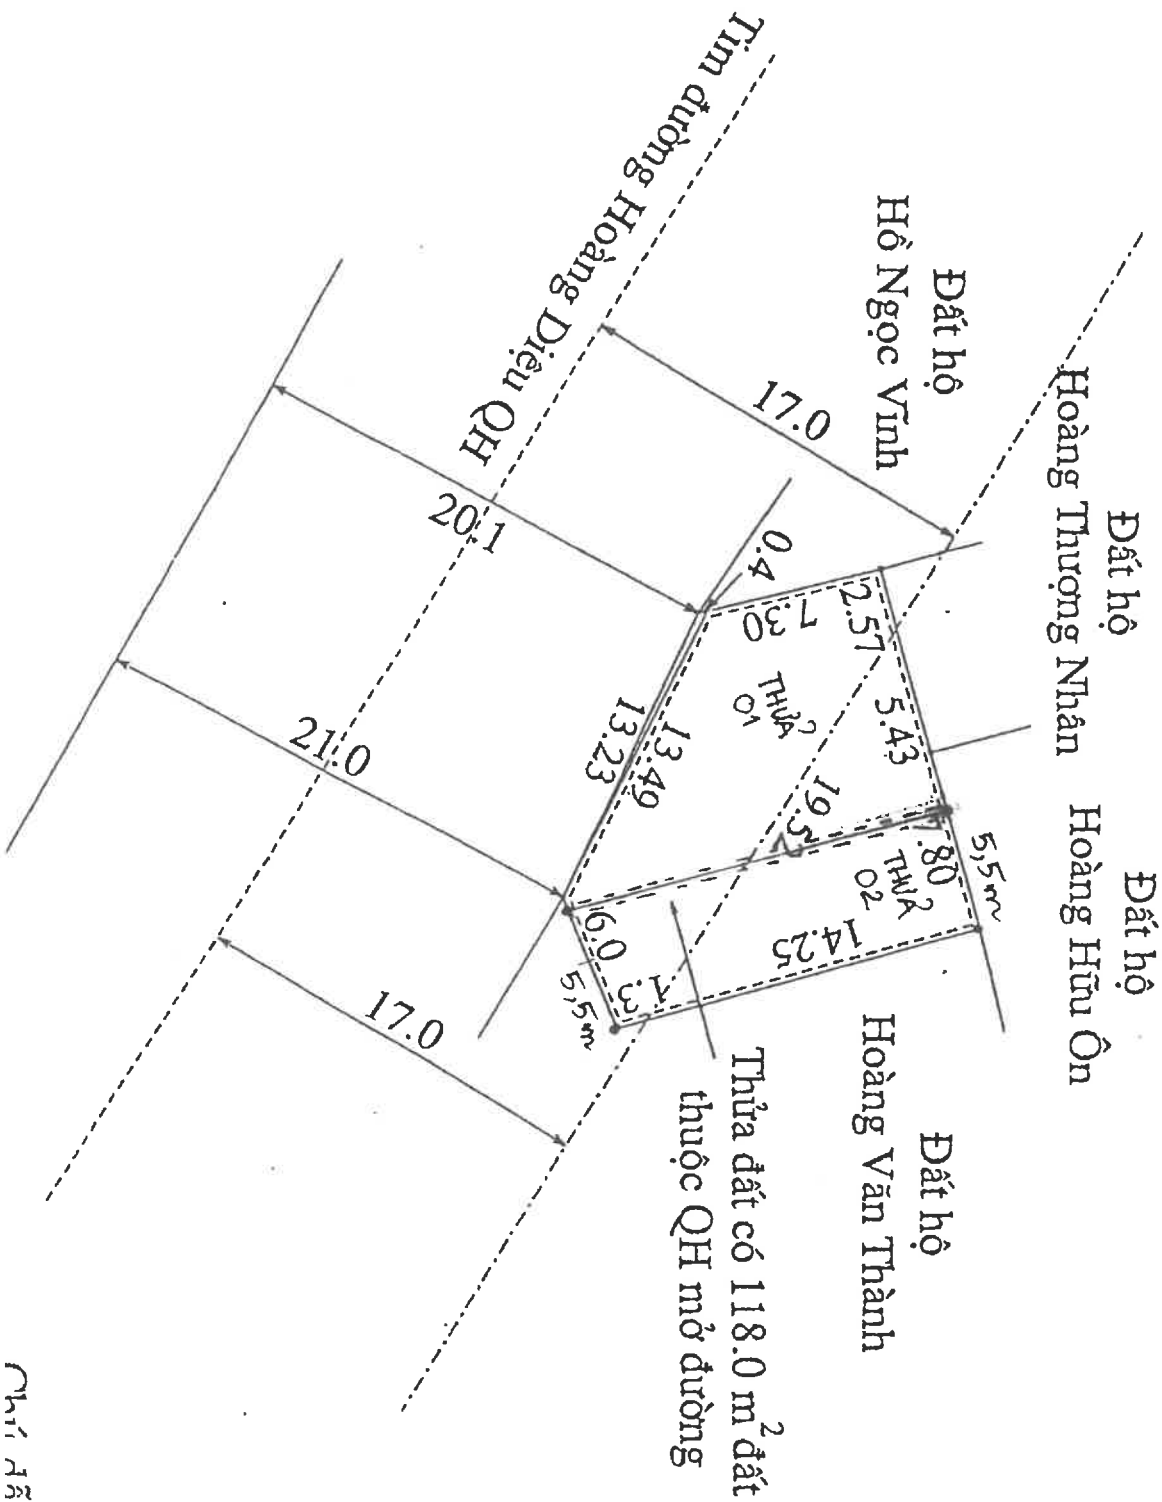 Tim đường Hoàng Diệu QH
Đất hộ
Hồ Ngọc Vĩnh
Đất hộ
Hoàng Thượng Nhân
Đất hộ
Hoàng Hữu Ôn
Đất hộ
Hoàng Văn Thành
17.0
20.1
0.4
7.30
2.57
5.43
THỬA
01
13.49
13.23
19.5
.80
5,5m
THỬA
02
14.25
1.3
6.0
5,5m
21.0
17.0
Thửa đất có 118.0 m² đất
thuộc QH mở đường